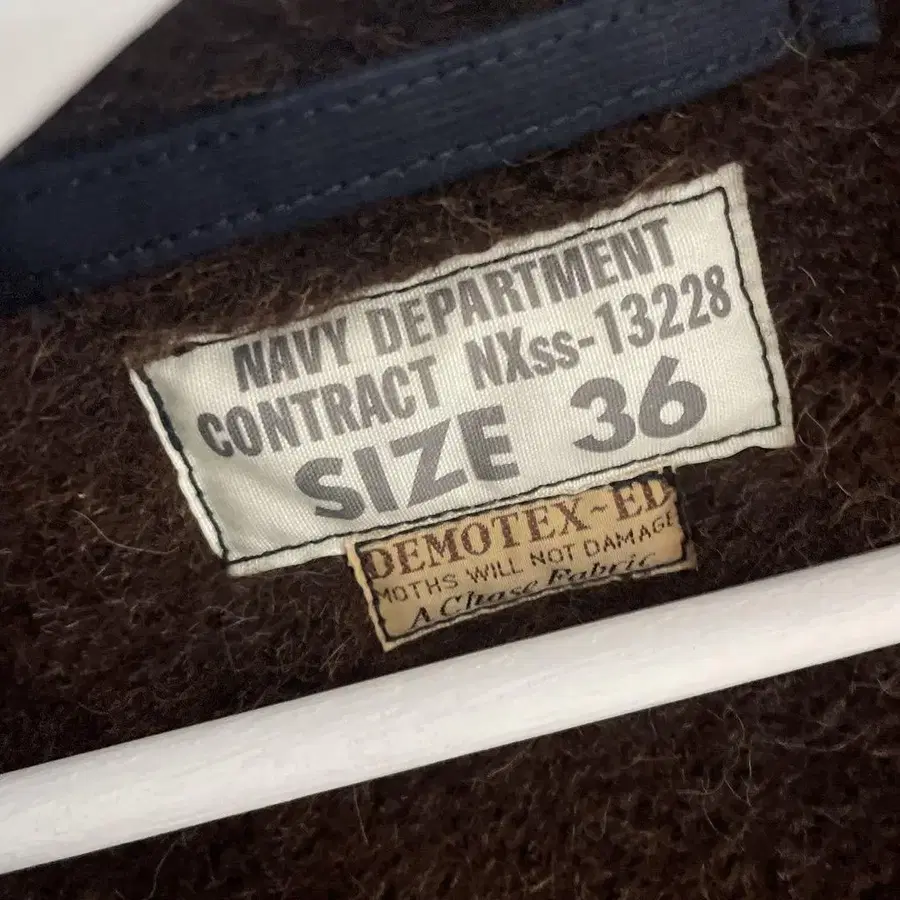 NAVY DEPARTMENT
CONTRACT NXss-13228
SIZE 36
DEMOTEX~ED
MOTHS WILL NOT DAMAGE
A Chase Fabric